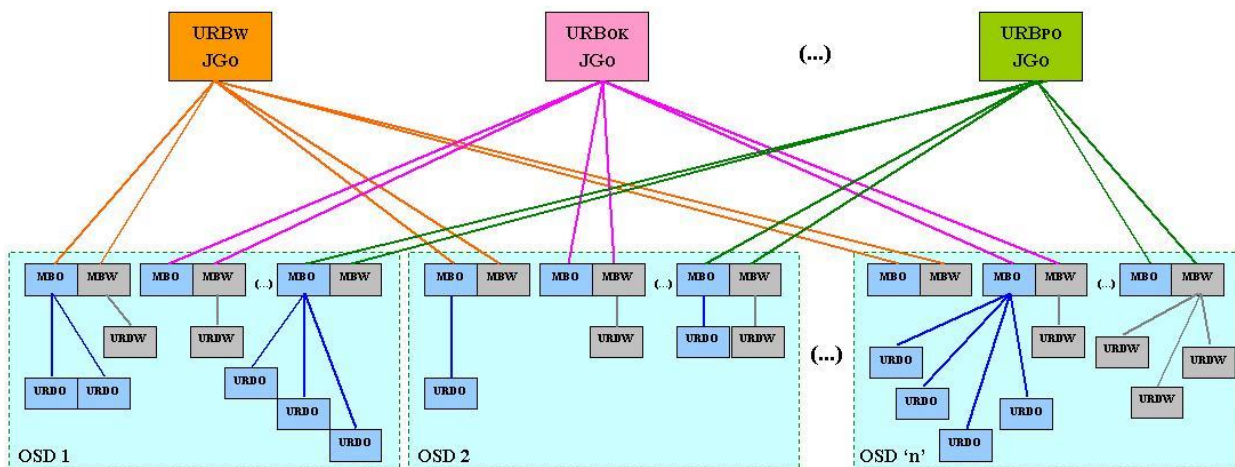 URBW
JGO
URBOK
JGO
(...)
URBPO
JGO
MBO MBW MBO MBW (...) MBO MBW
MBO MBW MBO MBW (...) MBO MBW
MBO MBW MBO MBW (...) MBO MBW
URDW URDW
URDW URDO URDW
URDW URDW
(...)
URDO URDW
URDO URDO URDO
URDO
URDO
URDO URDO
URDW
URDO
URDO
OSD 1
OSD 2
OSD 'n'